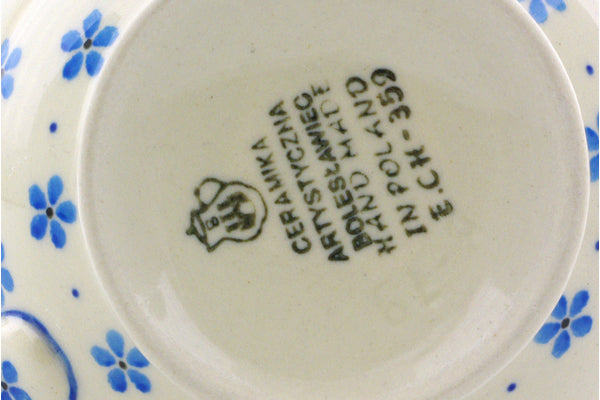 CERAMIKA
ARTYSTYCZNA
BOLESŁAWIEC
HAND MADE
IN POLAND
E.CH-359